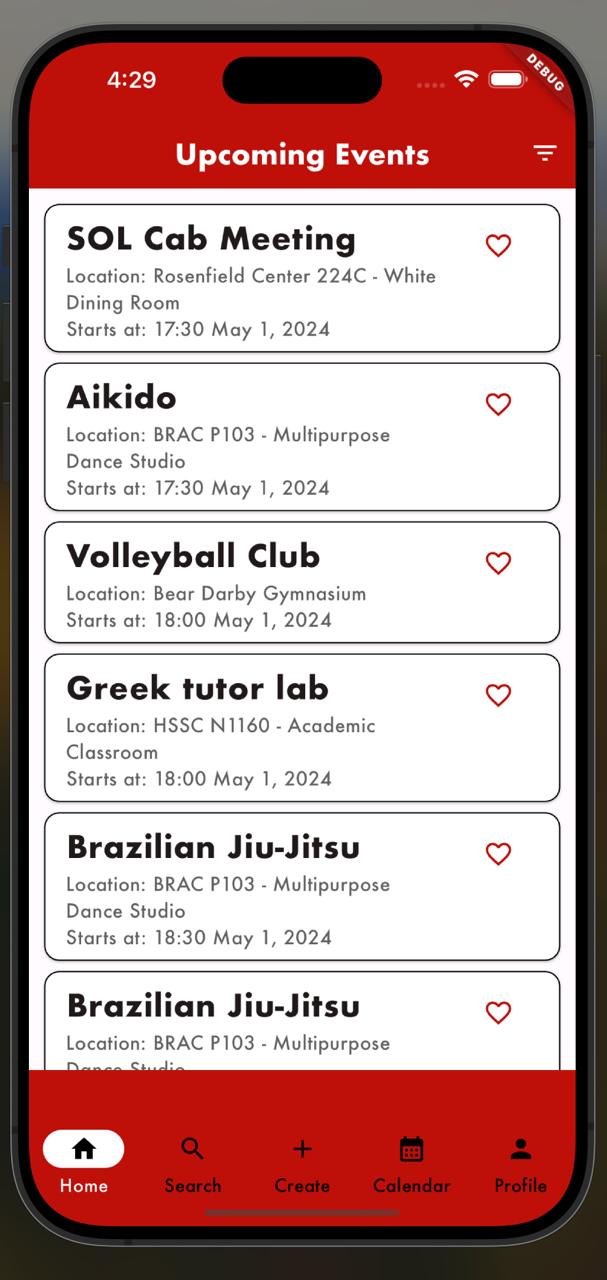 4:29
DEBUG
Upcoming Events
SOL Cab Meeting
Location: Rosenfield Center 224C - White
Dining Room
Starts at: 17:30 May 1, 2024
Aikido
Location: BRAC P103 - Multipurpose
Dance Studio
Starts at: 17:30 May 1, 2024
Volleyball Club
Location: Bear Darby Gymnasium
Starts at: 18:00 May 1, 2024
Greek tutor lab
Location: HSSC N1160 - Academic
Classroom
Starts at: 18:00 May 1, 2024
Brazilian Jiu-Jitsu
Location: BRAC P103 - Multipurpose
Dance Studio
Starts at: 18:30 May 1, 2024
Brazilian Jiu-Jitsu
Location: BRAC P103 - Multipurpose
Dance Studio
Home Search Create Calendar Profile